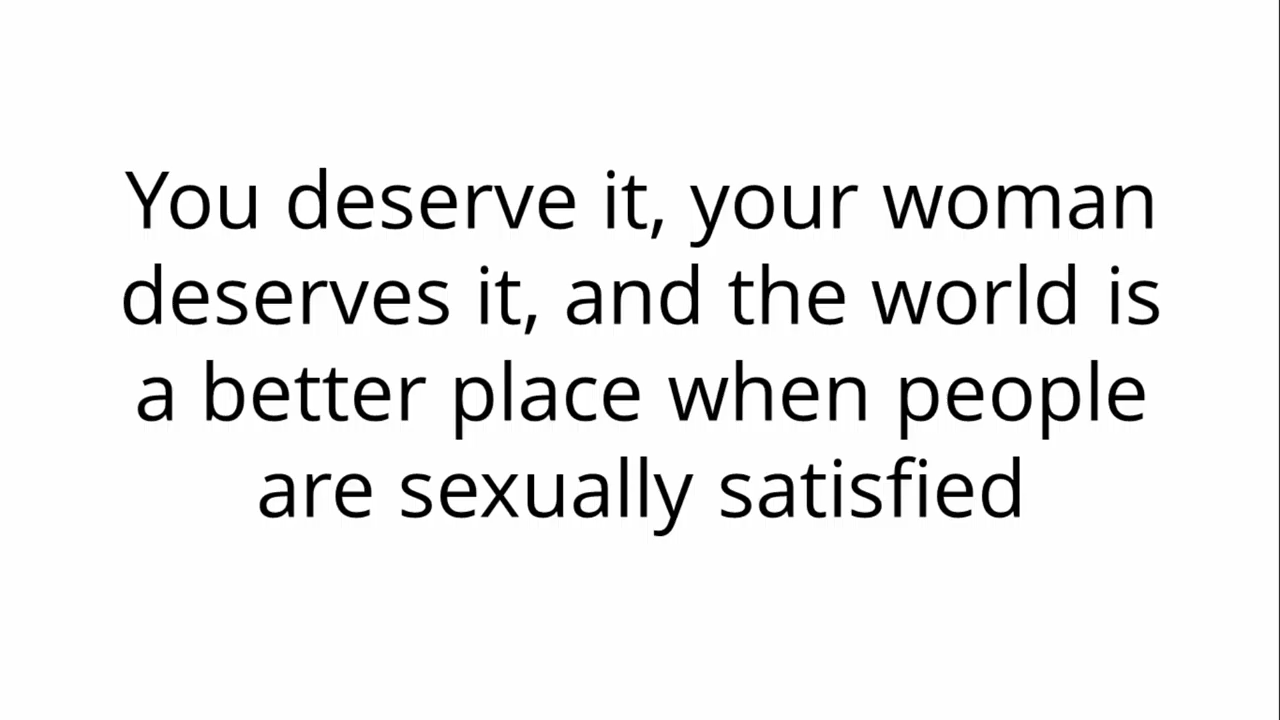 You deserve it, your woman
deserves it, and the world is
a better place when people
are sexually satisfied